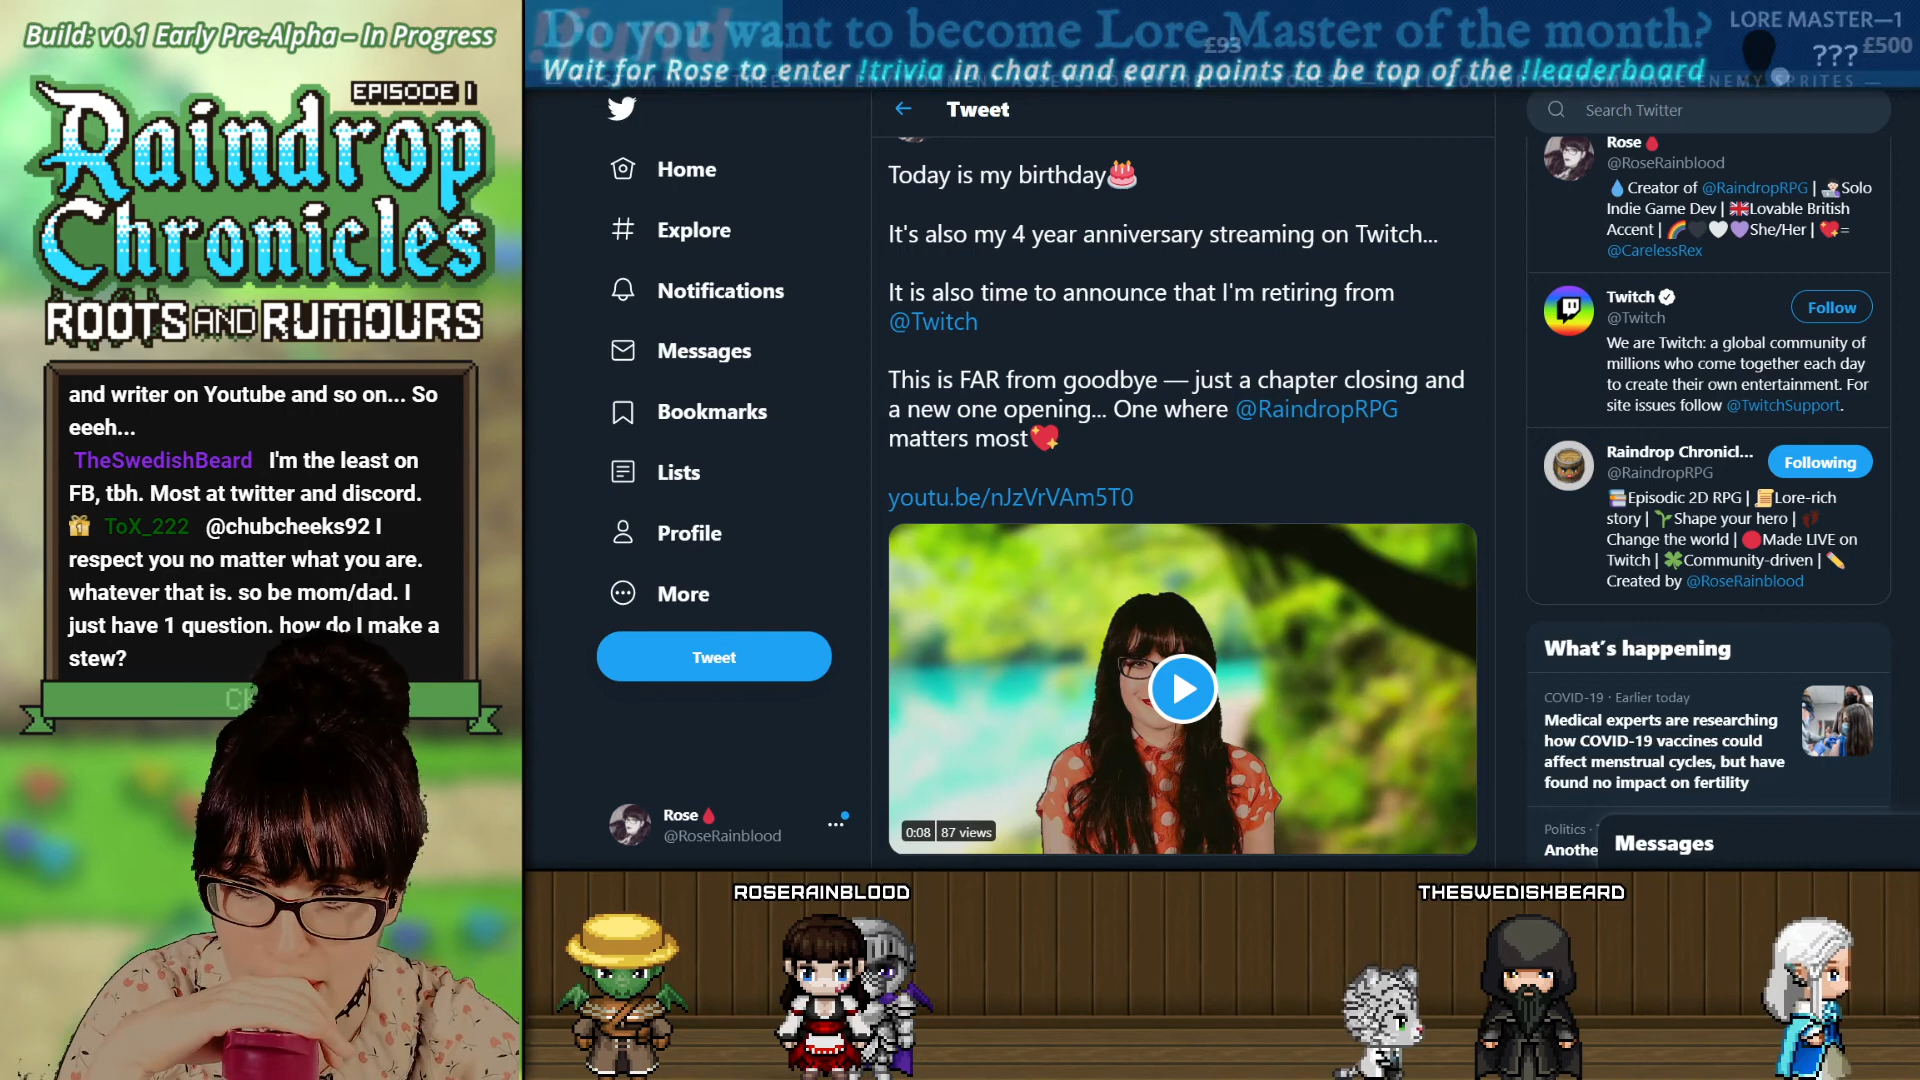 Build: v0.1 Early Pre-Alpha – In Progress
EPISODE I
Raindrop
Chronicles
ROOTS AND RUMOURS
and writer on Youtube and so on... So
eeeh...
TheSwedishBeard I'm the least on
FB, tbh. Most at twitter and discord.
ToX_222 @chubcheeks92 I
respect you no matter what you are.
whatever that is. so be mom/dad. I
just have 1 question. how do I make a
stew?
Do you want to become Lore Master of the month?
Wait for Rose to enter !trivia in chat and earn points to be top of the !leaderboard
£93
LORE MASTER—1
???
£500
Home
Explore
Notifications
Messages
Bookmarks
Lists
Profile
More
Tweet
Rose
@RoseRainblood
Tweet
Today is my birthday
It's also my 4 year anniversary streaming on Twitch...
It is also time to announce that I'm retiring from
@Twitch
This is FAR from goodbye — just a chapter closing and
a new one opening... One where @RaindropRPG
matters most
youtu.be/nJzVrVAm5T0
0:08 87 views
Search Twitter
Rose
@RoseRainblood
Creator of @RaindropRPG | Solo
Indie Game Dev | Lovable British
Accent | She/Her | =
@CarelessRex
Twitch
@Twitch
Follow
We are Twitch: a global community of
millions who come together each day
to create their own entertainment. For
site issues follow @TwitchSupport.
Raindrop Chronicl...
@RaindropRPG
Following
Episodic 2D RPG | Lore-rich
story | Shape your hero |
Change the world | Made LIVE on
Twitch | Community-driven |
Created by @RoseRainblood
What's happening
COVID-19 · Earlier today
Medical experts are researching
how COVID-19 vaccines could
affect menstrual cycles, but have
found no impact on fertility
Politics ·
Anothe
Messages
ROSERAINBLOOD
THESWEDISHBEARD